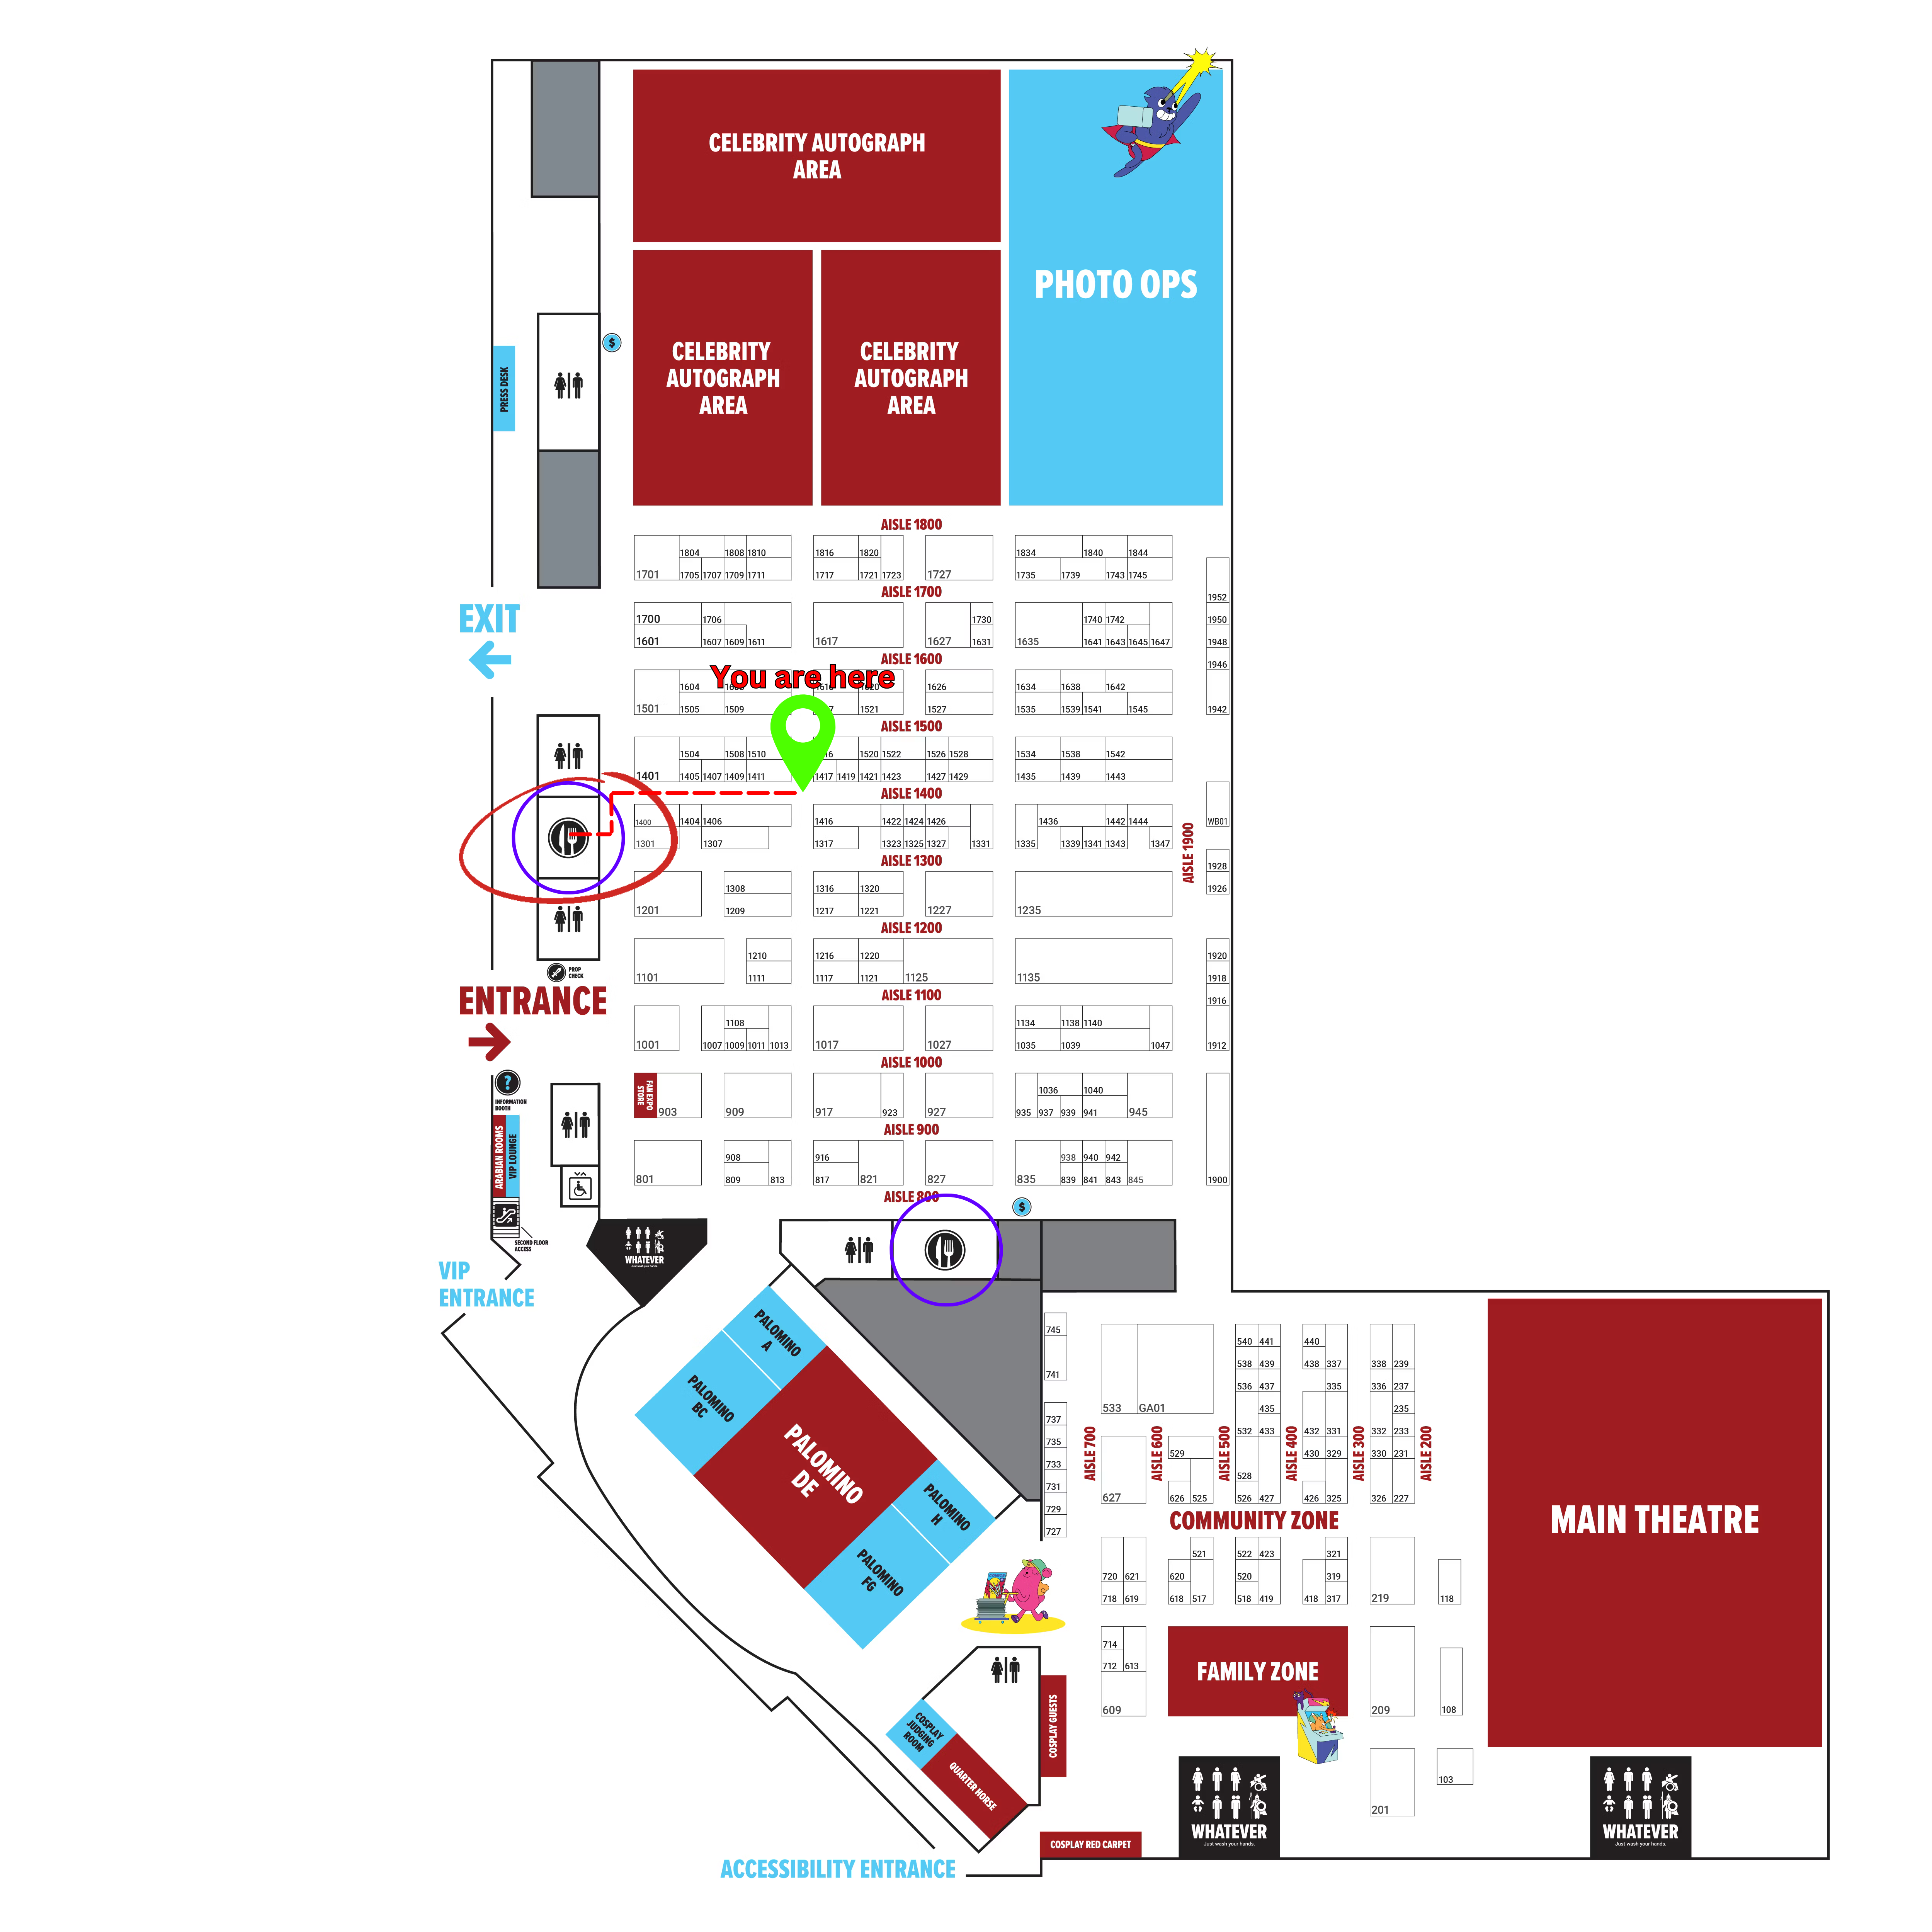 CELEBRITY AUTOGRAPH
AREA
PHOTO OPS
CELEBRITY
AUTOGRAPH
AREA
CELEBRITY
AUTOGRAPH
AREA
$
PRESS DESK
AISLE 1800
1804 1808 1810 1816 1820 1834 1840 1844
1701 1705 1707 1709 1711 1717 1721 1723 1727 1735 1739 1743 1745
AISLE 1700
1952
EXIT
1700 1706 1730 1740 1742 1950
1601 1607 1609 1611 1617 1627 1631 1635 1641 1643 1645 1647 1948
AISLE 1600
1946
You are here
1604 1620 1626 1634 1638 1642
1501 1505 1509 1521 1527 1535 1539 1541 1545 1942
AISLE 1500
1504 1508 1510 1520 1522 1526 1528 1534 1538 1542
1401 1405 1407 1409 1411 1417 1419 1421 1423 1427 1429 1435 1439 1443
AISLE 1400
1400 1404 1406 1416 1422 1424 1426 1436 1442 1444 WB01
1301 1307 1317 1323 1325 1327 1331 1335 1339 1341 1343 1347
AISLE 1300
AISLE 1900
1928
1308 1316 1320 1926
1201 1209 1217 1221 1227 1235
AISLE 1200
1210 1216 1220 1920
1101 1111 1117 1121 1125 1135 1918
PROP
CHECK
AISLE 1100
1916
ENTRANCE
1108 1134 1138 1140
1001 1007 1009 1011 1013 1017 1027 1035 1039 1047 1912
AISLE 1000
?
INFORMATION
BOOTH
FAN EXPO
STORE
1036 1040
903 909 917 923 927 935 937 939 941 945
AISLE 900
ARABIAN ROOMS
VIP LOUNGE
908 916 938 940 942
801 809 813 817 821 827 835 839 841 843 845 1900
AISLE 800
$
SECOND FLOOR
ACCESS
WHATEVER
Just wash your hands.
VIP
ENTRANCE
PALOMINO
A
PALOMINO
BC
PALOMINO
DE
PALOMINO
H
PALOMINO
FG
745
741
737
735
733
731
729
727
540 441 440
538 439 438 337 338 239
536 437 335 336 237
533 GA01 435 235
532 433 432 331 332 233
529 430 329 330 231
528
627 626 525 526 427 426 325 326 227
AISLE 700
AISLE 600
AISLE 500
AISLE 400
AISLE 300
AISLE 200
COMMUNITY ZONE
MAIN THEATRE
521 522 423 321
720 621 620 520 319
718 619 618 517 518 419 418 317 219 118
714
712 613
609
FAMILY ZONE
209 108
103
201
COSPLAY GUESTS
COSPLAY
JUDGING
ROOM
QUARTER HORSE
WHATEVER
Just wash your hands.
WHATEVER
Just wash your hands.
COSPLAY RED CARPET
ACCESSIBILITY ENTRANCE